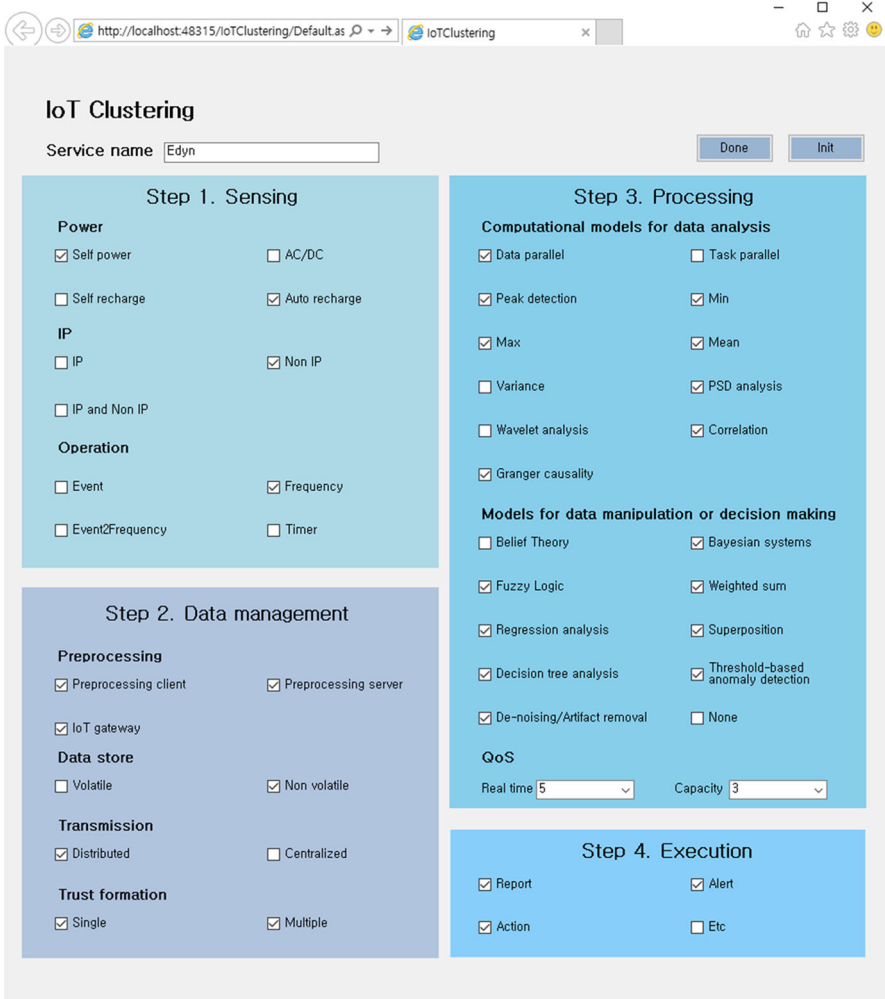 http://localhost:48315/IoTClustering/Default.as
IoTClustering
IoT Clustering
Service name Edyn
Done Init
Step 1. Sensing
Power
Self power AC/DC
Self recharge Auto recharge
IP
IP Non IP
IP and Non IP
Operation
Event Frequency
Event2Frequency Timer
Step 2. Data management
Preprocessing
Preprocessing client Preprocessing server
IoT gateway
Data store
Volatile Non volatile
Transmission
Distributed Centralized
Trust formation
Single Multiple
Step 3. Processing
Computational models for data analysis
Data parallel Task parallel
Peak detection Min
Max Mean
Variance PSD analysis
Wavelet analysis Correlation
Granger causality
Models for data manipulation or decision making
Belief Theory Bayesian systems
Fuzzy Logic Weighted sum
Regression analysis Superposition
Decision tree analysis Threshold-based
anomaly detection
De-noising/Artifact removal None
QoS
Real time 5 Capacity 3
Step 4. Execution
Report Alert
Action Etc